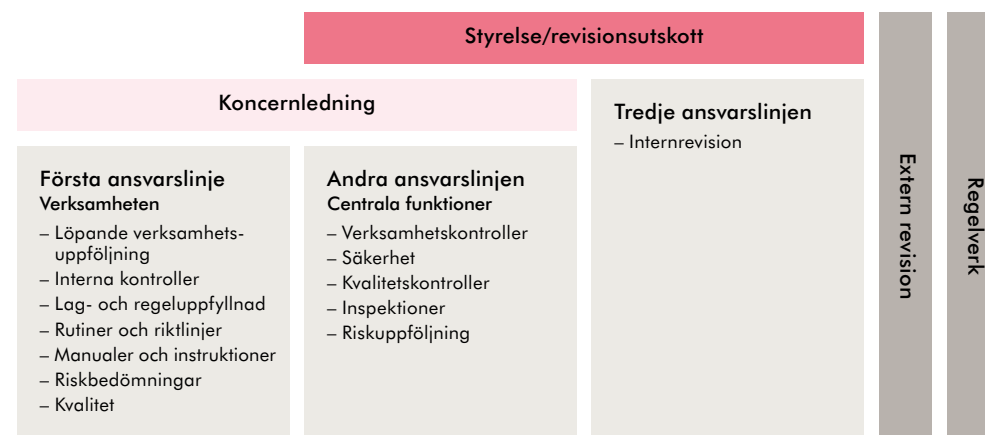 Styrelse/revisionsutskott
Koncernledning
Första ansvarslinje
Verksamheten
– Löpande verksamhets-
uppföljning
– Interna kontroller
– Lag- och regeluppfyllnad
– Rutiner och riktlinjer
– Manualer och instruktioner
– Riskbedömningar
– Kvalitet
Andra ansvarslinjen
Centrala funktioner
– Verksamhetskontroller
– Säkerhet
– Kvalitetskontroller
– Inspektioner
– Riskuppföljning
Tredje ansvarslinjen
– Internrevision
Extern revision
Regelverk